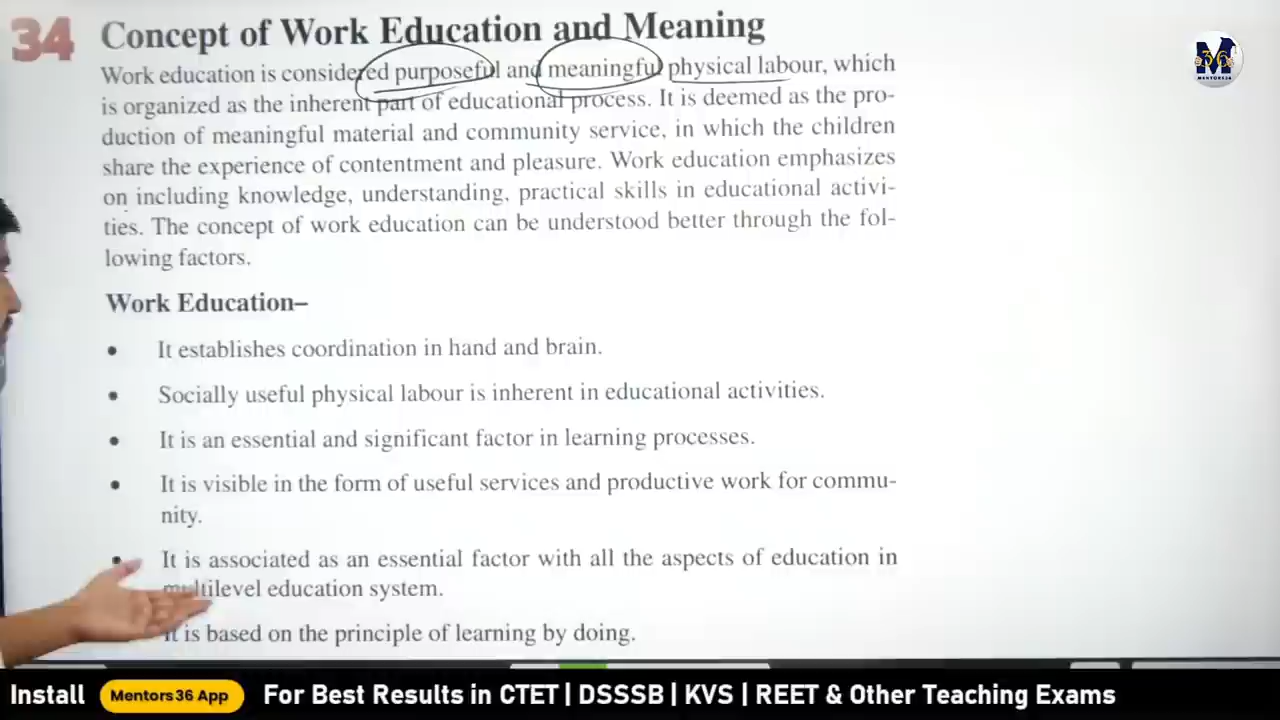 34 Concept of Work Education and Meaning
Work education is considered purposeful and meaningful physical labour, which
is organized as the inherent part of educational process. It is deemed as the pro-
duction of meaningful material and community service, in which the children
share the experience of contentment and pleasure. Work education emphasizes
on including knowledge, understanding, practical skills in educational activi-
ties. The concept of work education can be understood better through the fol-
lowing factors.
Work Education–
• It establishes coordination in hand and brain.
• Socially useful physical labour is inherent in educational activities.
• It is an essential and significant factor in learning processes.
• It is visible in the form of useful services and productive work for commu-
nity.
• It is associated as an essential factor with all the aspects of education in
multilevel education system.
It is based on the principle of learning by doing.
M
36
MENTORS36
Install Mentors36 App For Best Results in CTET | DSSSB | KVS | REET & Other Teaching Exams